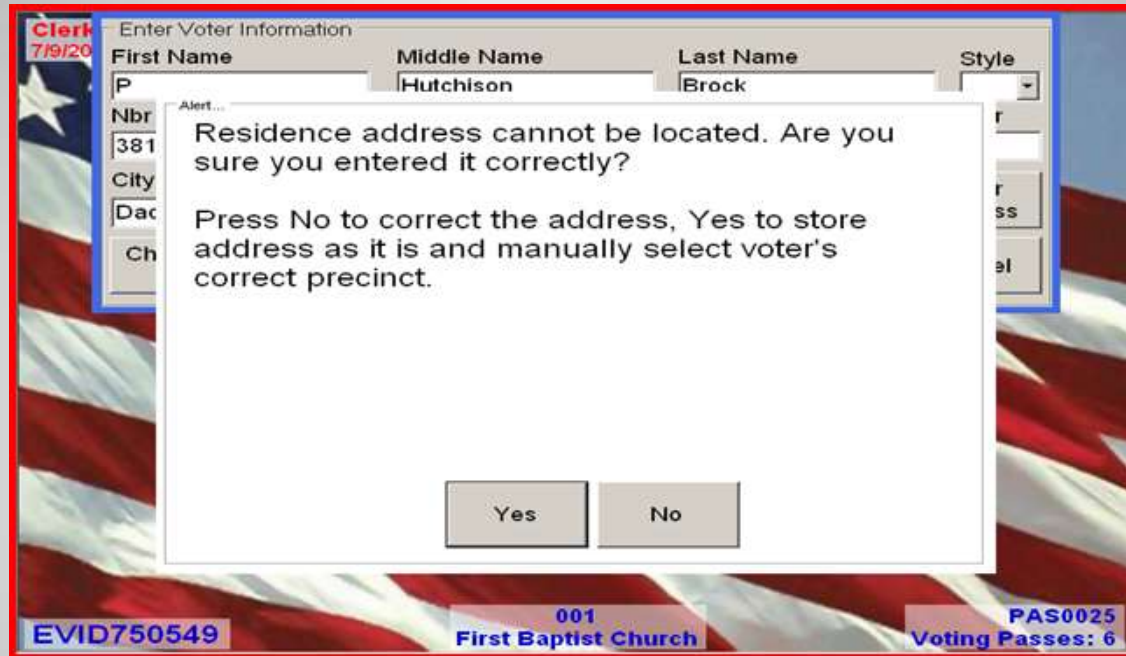 Clerk
7/9/20
Enter Voter Information
First Name Middle Name Last Name Style
P Hutchison Brock
Nbr
381
City
Dad
Ch
Alert...
Residence address cannot be located. Are you
sure you entered it correctly?
Press No to correct the address, Yes to store
address as it is and manually select voter's
correct precinct.
Yes No
EVID750549
001
First Baptist Church
PAS0025
Voting Passes: 6